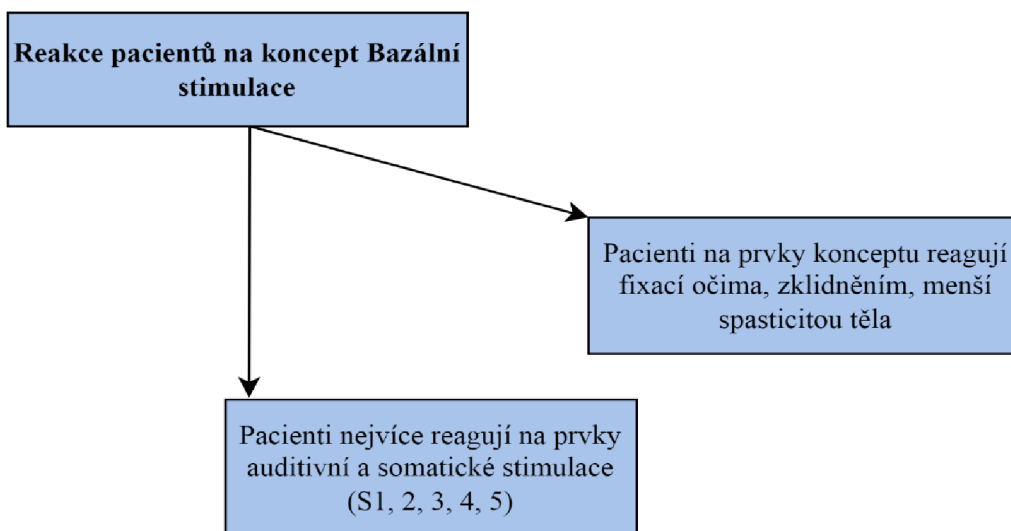 Reakce pacientů na koncept Bazální
stimulace
Pacienti na prvky konceptu reagují
fixací očima, zklidněním, menší
spasticitou těla
Pacienti nejvíce reagují na prvky
auditivní a somatické stimulace
(S1, 2, 3, 4, 5)